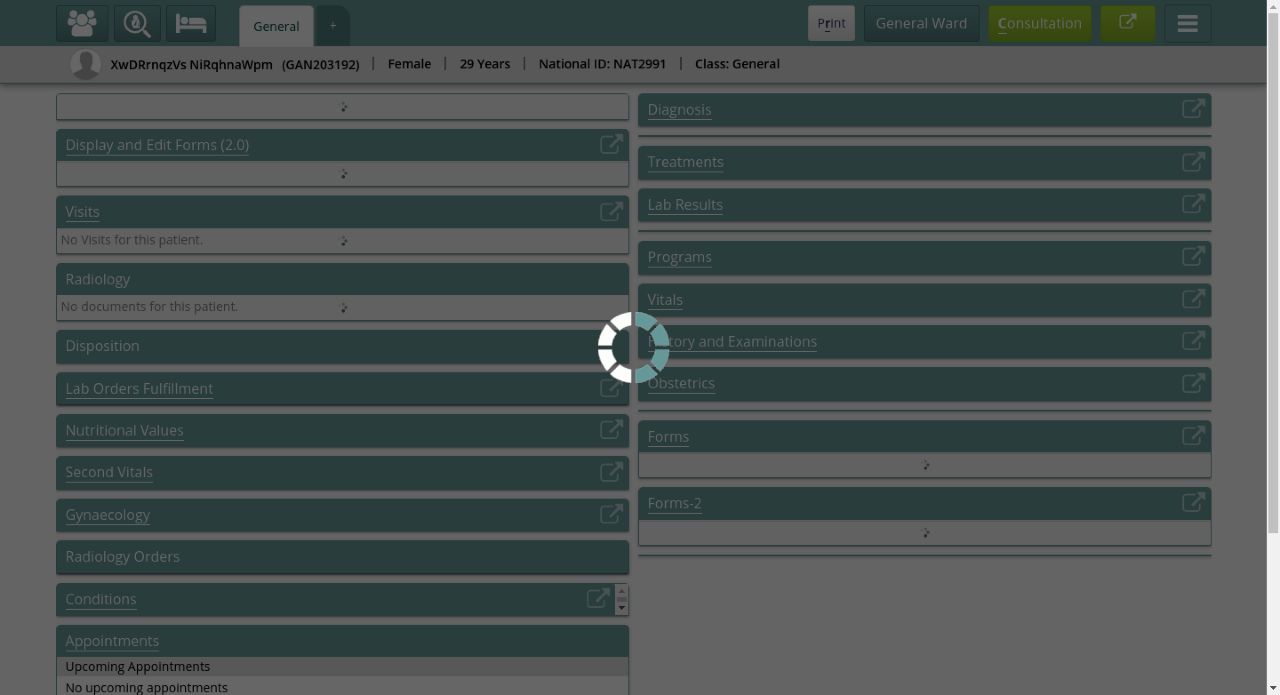 General
+
Print
General Ward
Consultation
XwDRrnqzVs NiRqhnaWpm (GAN203192) | Female | 29 Years | National ID: NAT2991 | Class: General
Display and Edit Forms (2.0)
Visits
No Visits for this patient.
Radiology
No documents for this patient.
Disposition
Lab Orders Fulfillment
Nutritional Values
Second Vitals
Gynaecology
Radiology Orders
Conditions
Appointments
Upcoming Appointments
No upcoming appointments
Diagnosis
Treatments
Lab Results
Programs
Vitals
History and Examinations
Obstetrics
Forms
Forms-2